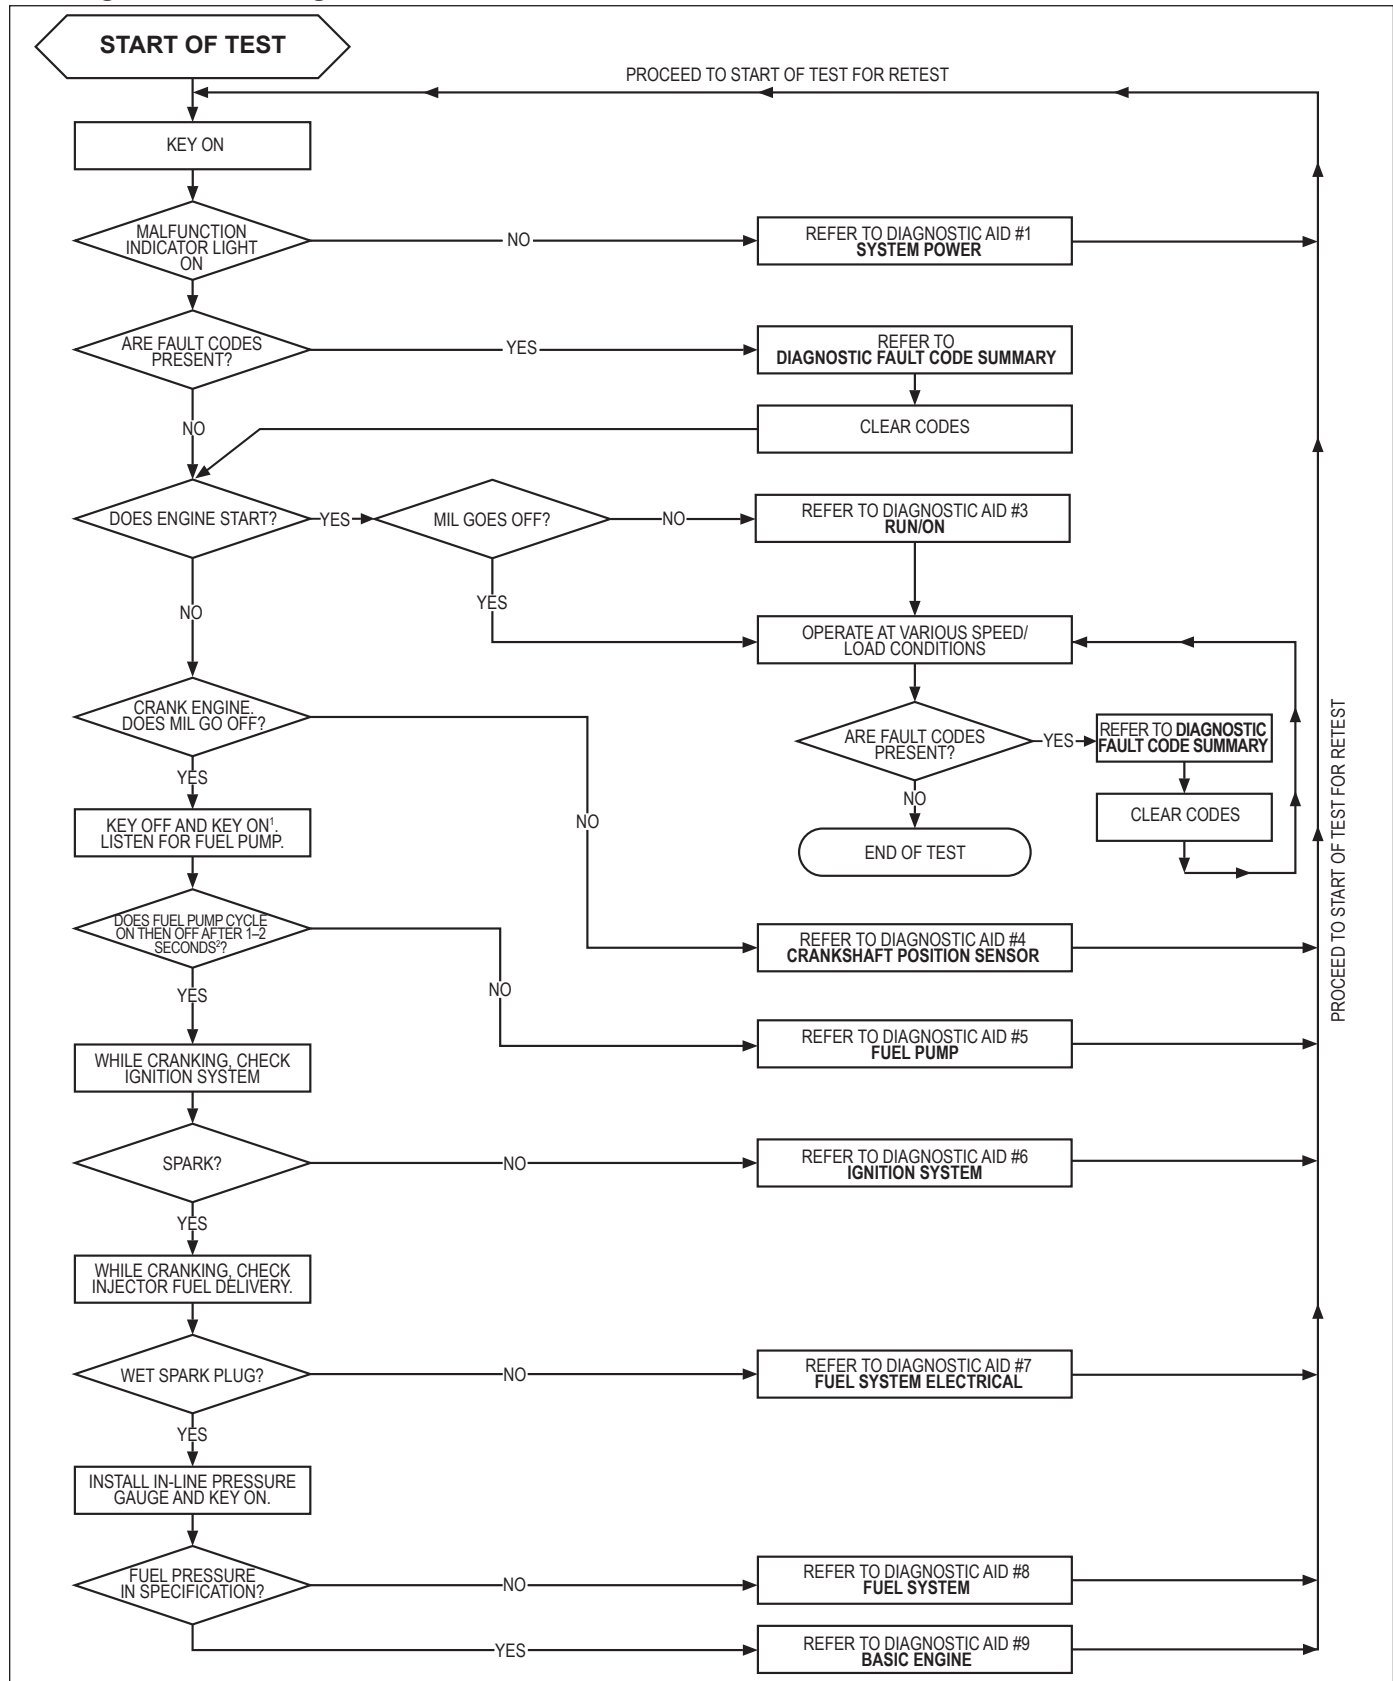 START OF TEST
PROCEED TO START OF TEST FOR RETEST
KEY ON
MALFUNCTION
INDICATOR LIGHT
ON
NO
REFER TO DIAGNOSTIC AID #1
SYSTEM POWER
ARE FAULT CODES
PRESENT?
YES
REFER TO
DIAGNOSTIC FAULT CODE SUMMARY
CLEAR CODES
NO
DOES ENGINE START?
YES
MIL GOES OFF?
NO
REFER TO DIAGNOSTIC AID #3
RUN/ON
YES
NO
OPERATE AT VARIOUS SPEED/
LOAD CONDITIONS
CRANK ENGINE.
DOES MIL GO OFF?
ARE FAULT CODES
PRESENT?
YES
REFER TO DIAGNOSTIC
FAULT CODE SUMMARY
CLEAR CODES
NO
END OF TEST
PROCEED TO START OF TEST FOR RETEST
YES
NO
KEY OFF AND KEY ON¹.
LISTEN FOR FUEL PUMP.
DOES FUEL PUMP CYCLE
ON THEN OFF AFTER 1–2
SECONDS²?
REFER TO DIAGNOSTIC AID #4
CRANKSHAFT POSITION SENSOR
YES
NO
REFER TO DIAGNOSTIC AID #5
FUEL PUMP
WHILE CRANKING, CHECK
IGNITION SYSTEM
SPARK?
NO
REFER TO DIAGNOSTIC AID #6
IGNITION SYSTEM
YES
WHILE CRANKING, CHECK
INJECTOR FUEL DELIVERY.
WET SPARK PLUG?
NO
REFER TO DIAGNOSTIC AID #7
FUEL SYSTEM ELECTRICAL
YES
INSTALL IN-LINE PRESSURE
GAUGE AND KEY ON.
FUEL PRESSURE
IN SPECIFICATION?
NO
REFER TO DIAGNOSTIC AID #8
FUEL SYSTEM
YES
REFER TO DIAGNOSTIC AID #9
BASIC ENGINE